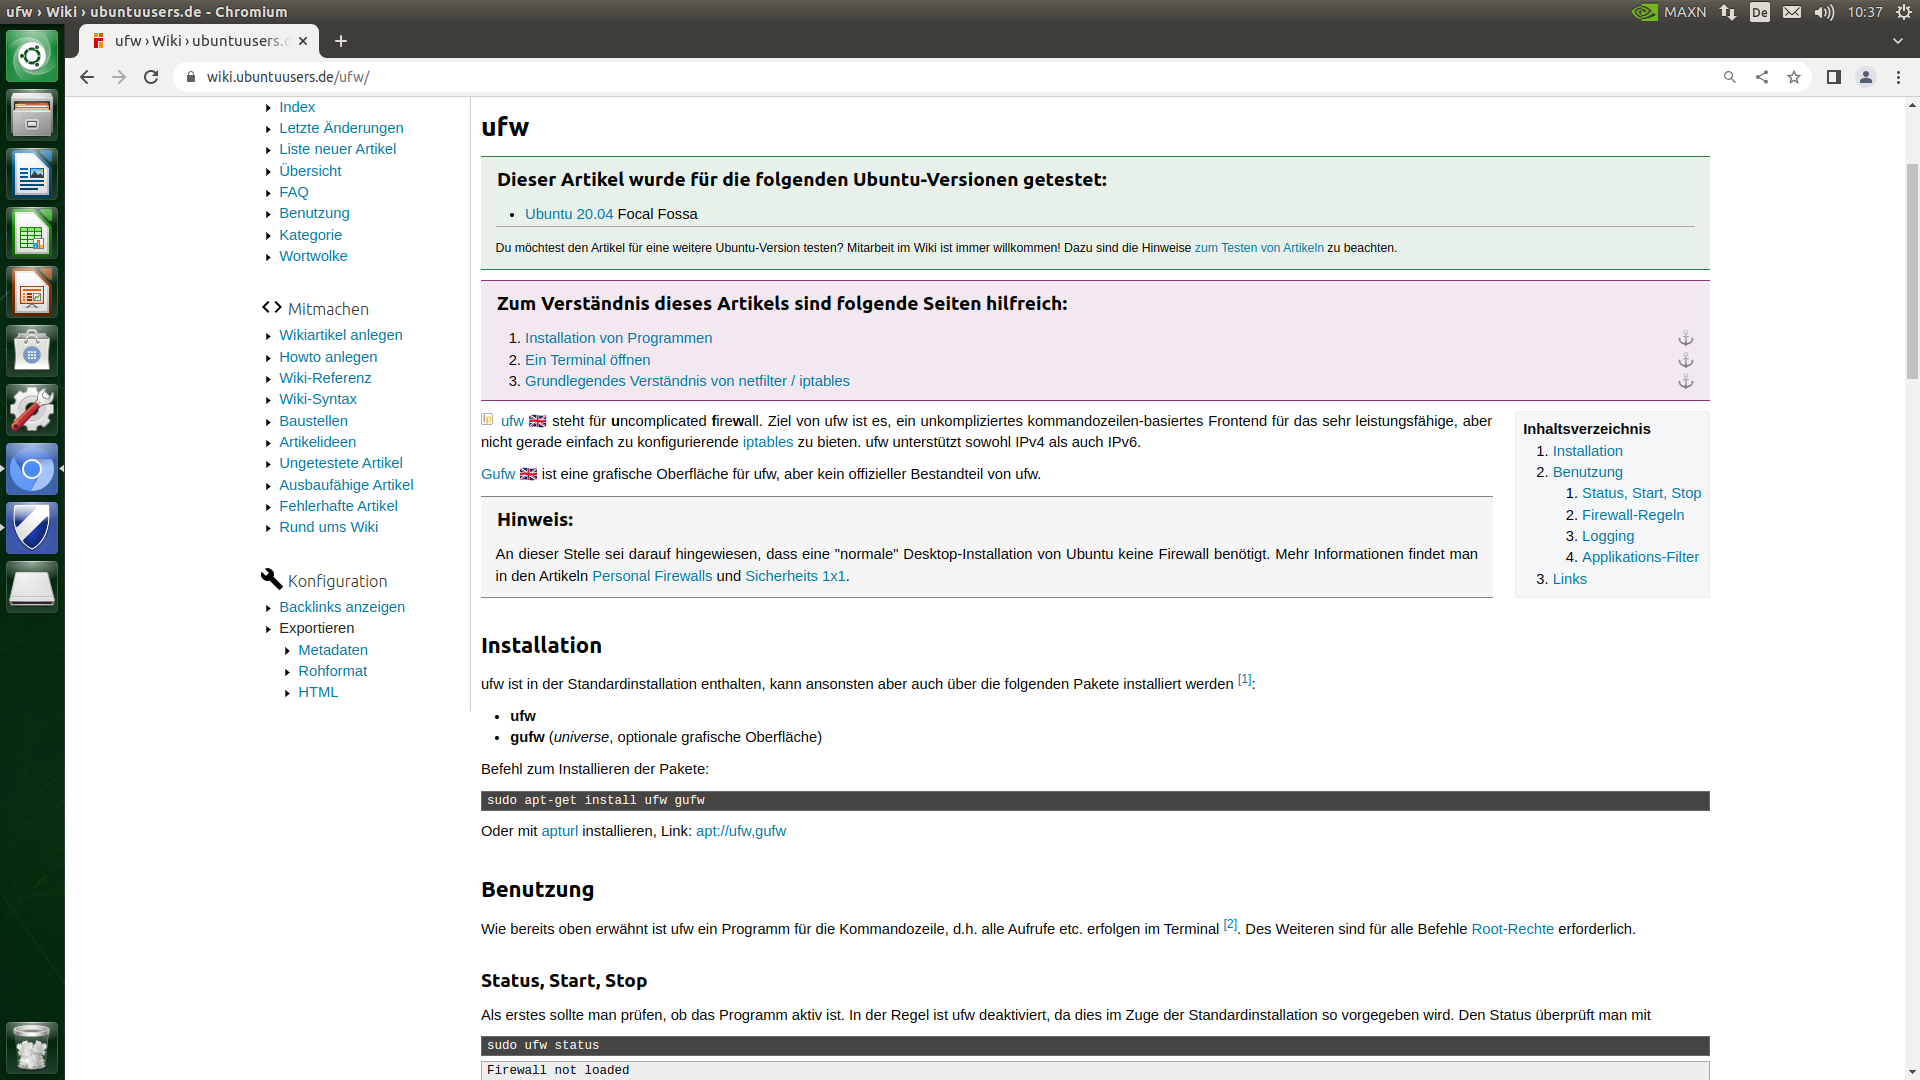 ufw › Wiki › ubuntuusers.de - Chromium
MAXN
De
10:37
ufw › Wiki › ubuntuusers.d
wiki.ubuntuusers.de/ufw/
Index
Letzte Änderungen
Liste neuer Artikel
Übersicht
FAQ
Benutzung
Kategorie
Wortwolke
Mitmachen
Wikiartikel anlegen
Howto anlegen
Wiki-Referenz
Wiki-Syntax
Baustellen
Artikelideen
Ungetestete Artikel
Ausbaufähige Artikel
Fehlerhafte Artikel
Rund ums Wiki
Konfiguration
Backlinks anzeigen
Exportieren
Metadaten
Rohformat
HTML
ufw
Dieser Artikel wurde für die folgenden Ubuntu-Versionen getestet:
• Ubuntu 20.04 Focal Fossa
Du möchtest den Artikel für eine weitere Ubuntu-Version testen? Mitarbeit im Wiki ist immer willkommen! Dazu sind die Hinweise zum Testen von Artikeln zu beachten.
Zum Verständnis dieses Artikels sind folgende Seiten hilfreich:
1. Installation von Programmen
2. Ein Terminal öffnen
3. Grundlegendes Verständnis von netfilter / iptables
ufw 🇬🇧 steht für uncomplicated firewall. Ziel von ufw ist es, ein unkompliziertes kommandozeilen-basiertes Frontend für das sehr leistungsfähige, aber
nicht gerade einfach zu konfigurierende iptables zu bieten. ufw unterstützt sowohl IPv4 als auch IPv6.
Gufw 🇬🇧 ist eine grafische Oberfläche für ufw, aber kein offizieller Bestandteil von ufw.
Hinweis:
An dieser Stelle sei darauf hingewiesen, dass eine "normale" Desktop-Installation von Ubuntu keine Firewall benötigt. Mehr Informationen findet man
in den Artikeln Personal Firewalls und Sicherheits 1x1.
Inhaltsverzeichnis
1. Installation
2. Benutzung
1. Status, Start, Stop
2. Firewall-Regeln
3. Logging
4. Applikations-Filter
3. Links
Installation
ufw ist in der Standardinstallation enthalten, kann ansonsten aber auch über die folgenden Pakete installiert werden [1]:
• ufw
• gufw (universe, optionale grafische Oberfläche)
Befehl zum Installieren der Pakete:
sudo apt-get install ufw gufw
Oder mit apturl installieren, Link: apt://ufw,gufw
Benutzung
Wie bereits oben erwähnt ist ufw ein Programm für die Kommandozeile, d.h. alle Aufrufe etc. erfolgen im Terminal [2]. Des Weiteren sind für alle Befehle Root-Rechte erforderlich.
Status, Start, Stop
Als erstes sollte man prüfen, ob das Programm aktiv ist. In der Regel ist ufw deaktiviert, da dies im Zuge der Standardinstallation so vorgegeben wird. Den Status überprüft man mit
sudo ufw status
Firewall not loaded